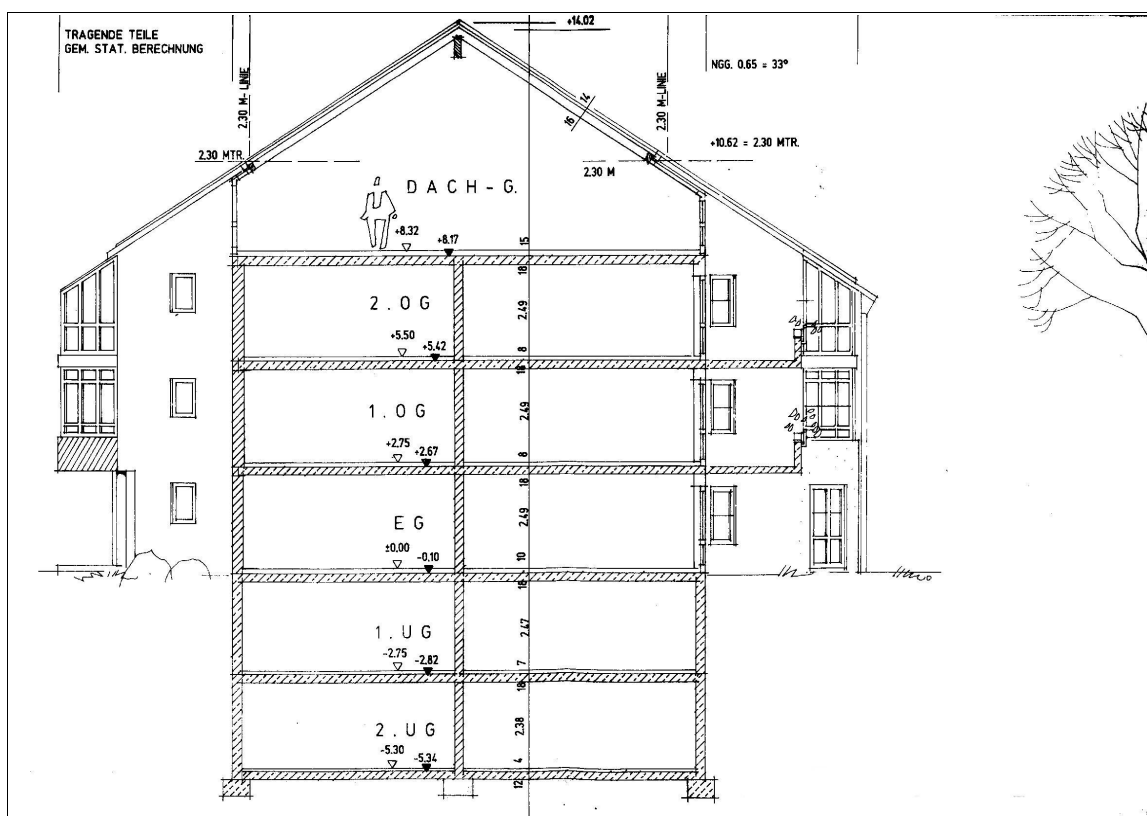 TRAGENDE TEILE
GEM. STAT. BERECHNUNG
+14.02
NGG. 0.65 = 33°
2.30 M-LINIE
2.30 M-LINIE
14
16
2.30 MTR.
+10.62 = 2.30 MTR.
2.30 M
DACH-G.
+8.32
+8.17
15
18
2.OG
2.49
+5.50
+5.42
8
18
1.OG
2.49
+2.75
+2.67
8
18
EG
2.49
±0.00
-0.10
10
18
1.UG
2.47
-2.75
-2.82
7
18
2.UG
2.38
-5.30
-5.34
4
12